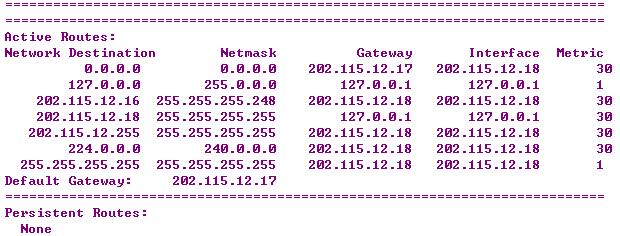 ===========================================================================
===========================================================================
Active Routes:
Network Destination        Netmask          Gateway       Interface  Metric
          0.0.0.0          0.0.0.0    202.115.12.17   202.115.12.18       30
        127.0.0.0        255.0.0.0        127.0.0.1       127.0.0.1       1
    202.115.12.16  255.255.255.248    202.115.12.18   202.115.12.18       30
    202.115.12.18  255.255.255.255        127.0.0.1       127.0.0.1       30
   202.115.12.255  255.255.255.255    202.115.12.18   202.115.12.18       30
        224.0.0.0        240.0.0.0    202.115.12.18   202.115.12.18       30
  255.255.255.255  255.255.255.255    202.115.12.18   202.115.12.18       1
Default Gateway:     202.115.12.17
===========================================================================
Persistent Routes:
  None